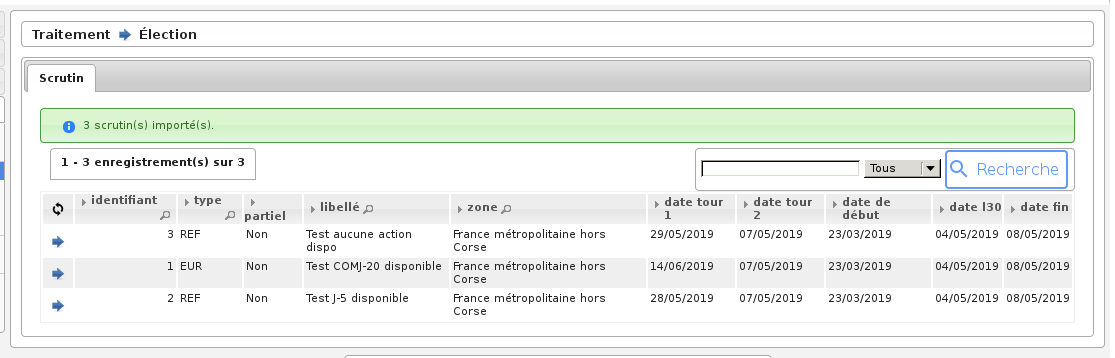 Traitement Élection
Scrutin
3 scrutin(s) importé(s).
1 - 3 enregistrement(s) sur 3
Tous Recherche
identifiant type partiel libellé zone date tour 1 date tour 2 date de début date l30 date fin
3 REF Non Test aucune action dispo France métropolitaine hors Corse 29/05/2019 07/05/2019 23/03/2019 04/05/2019 08/05/2019
1 EUR Non Test COMJ-20 disponible France métropolitaine hors Corse 14/06/2019 07/05/2019 23/03/2019 04/05/2019 08/05/2019
2 REF Non Test J-5 disponible France métropolitaine hors Corse 28/05/2019 07/05/2019 23/03/2019 04/05/2019 08/05/2019